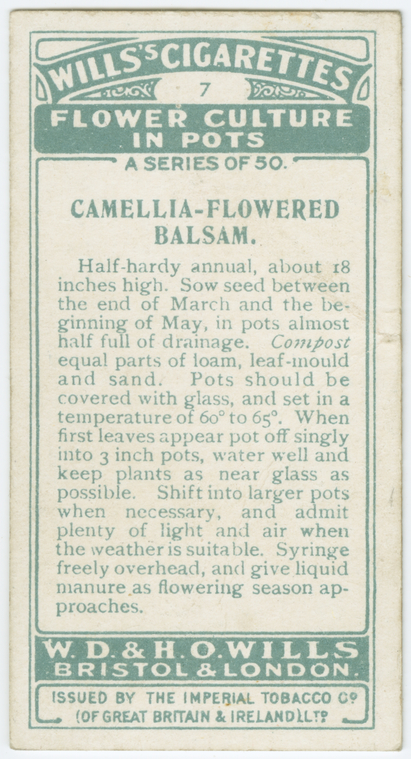 WILLS'S CIGARETTES
7
FLOWER CULTURE
IN POTS
A SERIES OF 50.
CAMELLIA-FLOWERED
BALSAM.
Half-hardy annual, about 18
inches high. Sow seed between
the end of March and the be-
ginning of May, in pots almost
half full of drainage. Compost
equal parts of loam, leaf-mould
and sand. Pots should be
covered with glass, and set in a
temperature of 60° to 65°. When
first leaves appear pot off singly
into 3 inch pots, water well and
keep plants as near glass as
possible. Shift into larger pots
when necessary, and admit
plenty of light and air when
the weather is suitable. Syringe
freely overhead, and give liquid
manure as flowering season ap-
proaches.
W. D. & H. O. WILLS
BRISTOL & LONDON.
ISSUED BY THE IMPERIAL TOBACCO Co
(OF GREAT BRITAIN & IRELAND) LTD